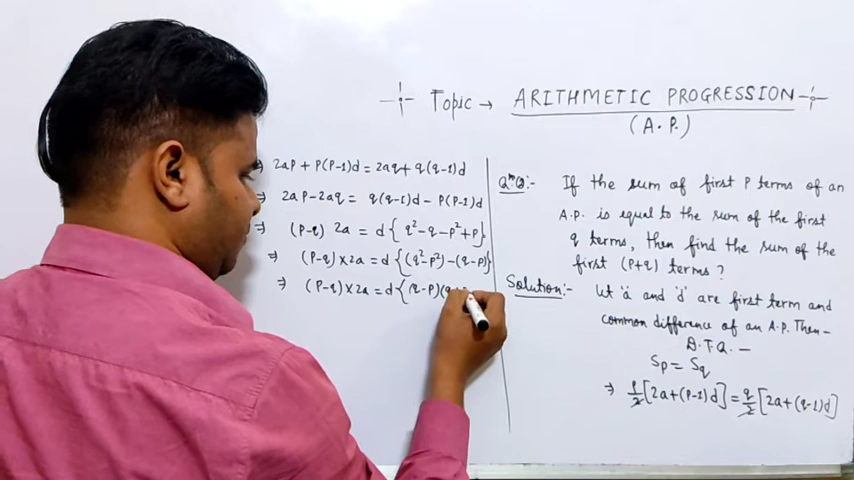 Topic → ARITHMETIC PROGRESSION
(A.P.)
Qⁿ.⑧:- If the sum of first P terms of an
A.P. is equal to the sum of the first
q terms, then find the sum of the
first (P+q) terms ?
Solution:- Let 'a' and 'd' are first term and
common difference of an A.P. Then-
A.T.Q. -
Sp = Sq
⇒ P/2 [2a+(P-1)d] = q/2 [2a+(q-1)d]
⇒ 2aP + P(P-1)d = 2aq + q(q-1)d
⇒ 2aP - 2aq = q(q-1)d - P(P-1)d
⇒ (P-q) 2a = d{q²-q-P²+P}
⇒ (P-q)×2a = d{(q²-P²)-(q-P)}
⇒ (P-q)×2a = d{(q-P)(q+